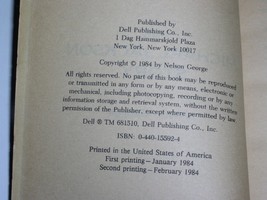 Published by
Dell Publishing Co., Inc.
1 Dag Hammarskjold Plaza
New York, New York 10017
Copyright © 1984 by Nelson George
All rights reserved. No part of this book may be reproduced
or transmitted in any form or by any means, electronic or
mechanical, including photocopying, recording or by any
information storage and retrieval system, without the written
permission of the Publisher, except where permitted by law
Dell ® TM 681510, Dell Publishing Co., Inc.
ISBN: 0-440-15592-4
Printed in the United States of America
First printing—January 1984
Second printing—February 1984